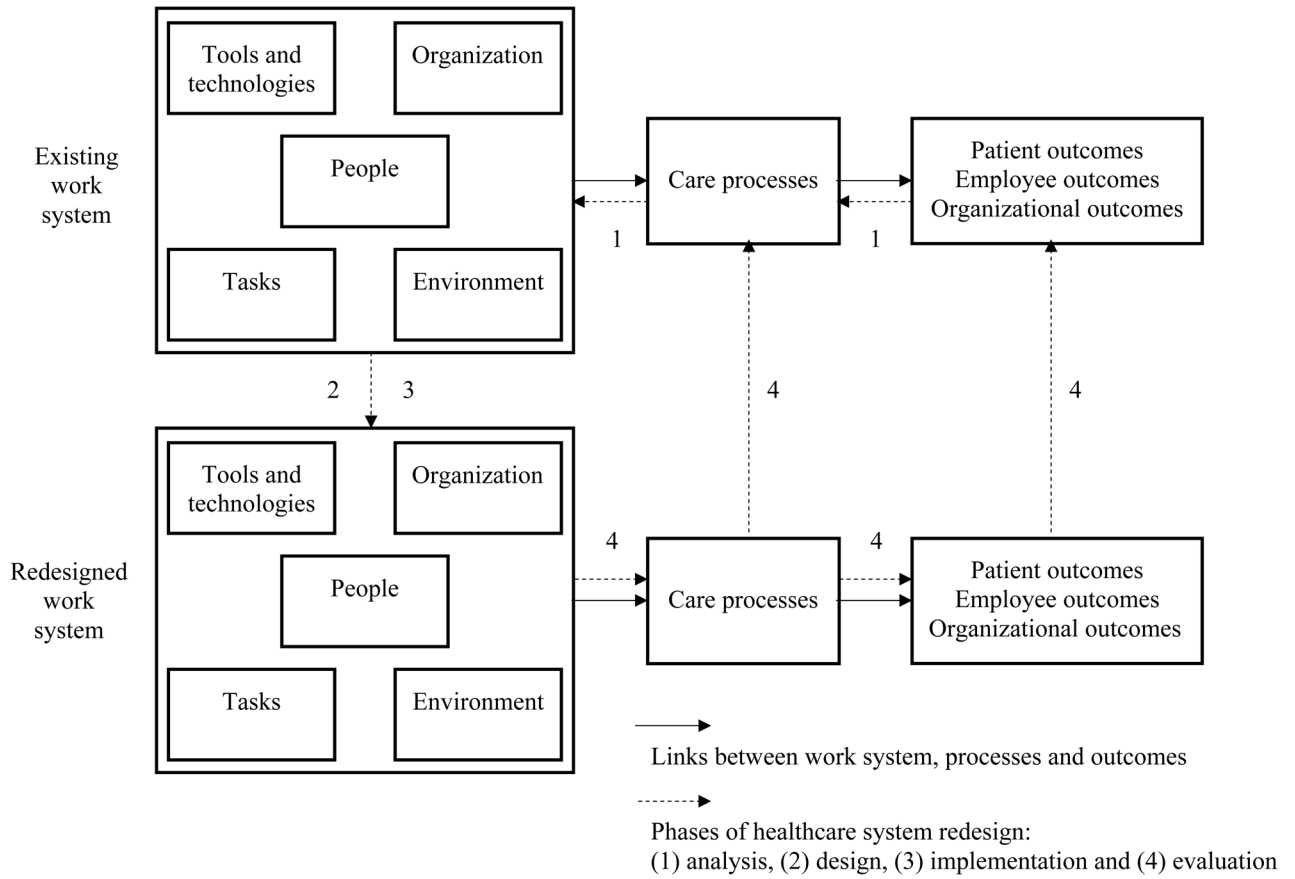 Tools and
technologies
Organization
People
Tasks
Environment
Existing
work
system
Care processes
Patient outcomes
Employee outcomes
Organizational outcomes
1
1
2
3
4
4
Tools and
technologies
Organization
People
Tasks
Environment
Redesigned
work
system
4
Care processes
4
Patient outcomes
Employee outcomes
Organizational outcomes
Links between work system, processes and outcomes
Phases of healthcare system redesign:
(1) analysis, (2) design, (3) implementation and (4) evaluation